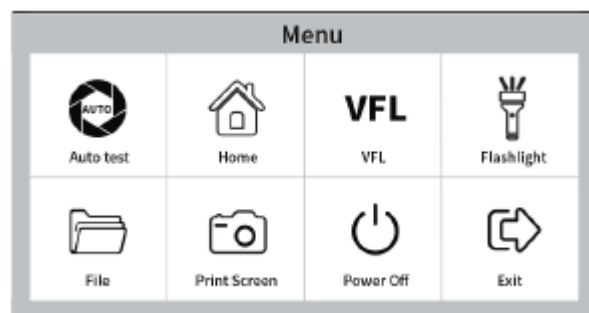 Menu
AUTO
VFL
Auto test
Home
VFL
Flashlight
File
Print Screen
Power Off
Exit